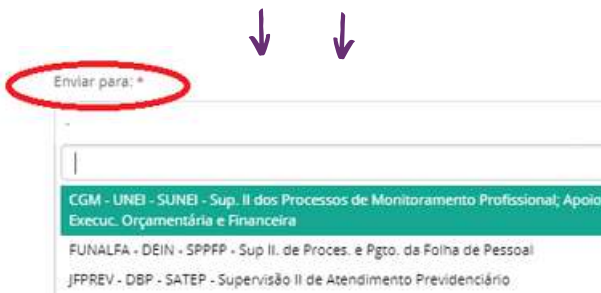 Enviar para: *
-
CGM - UNEI - SUNEI - Sup. II dos Processos de Monitoramento Profissional; Apoio
Execuc. Orçamentária e Financeira
FUNALFA - DEIN - SPPFP - Sup II. de Proces. e Pgto. da Folha de Pessoal
JFPREV - DBP - SATEP - Supervisão II de Atendimento Previdenciário